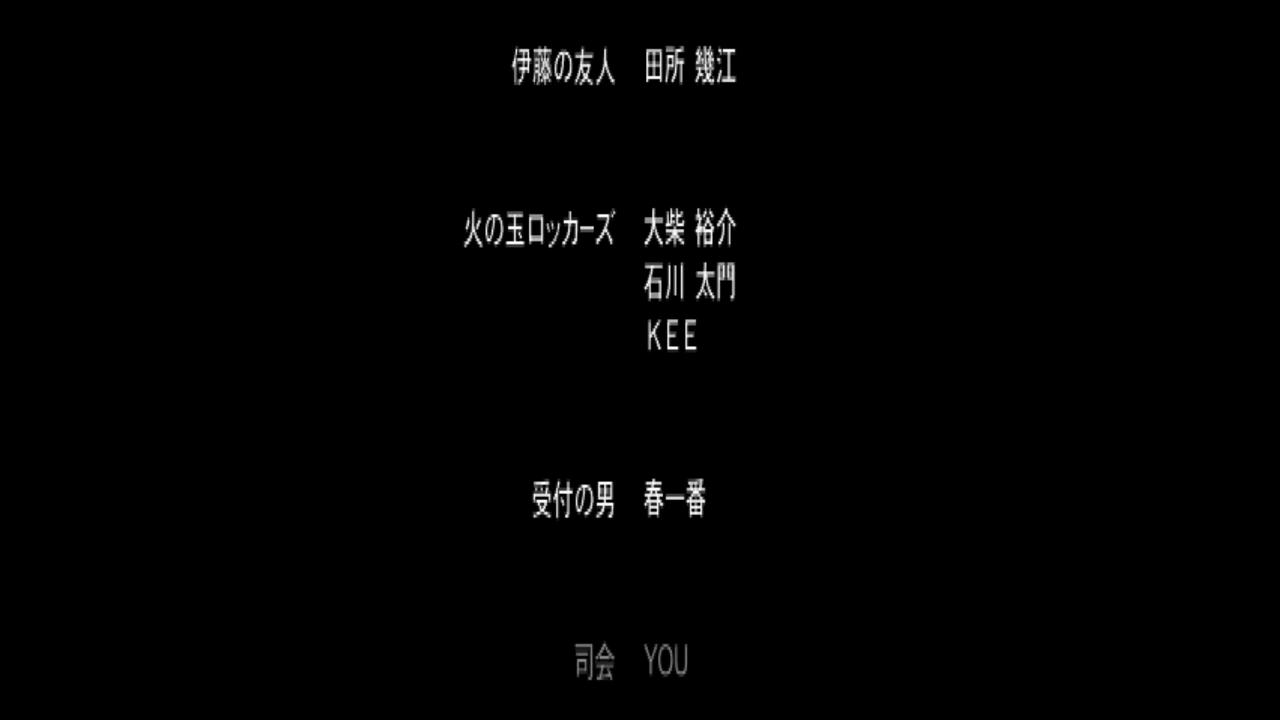 伊藤の友人 田所 幾江
火の玉ロッカーズ 大柴 裕介
石川 太門
KEE
受付の男 春一番
司会 YOU